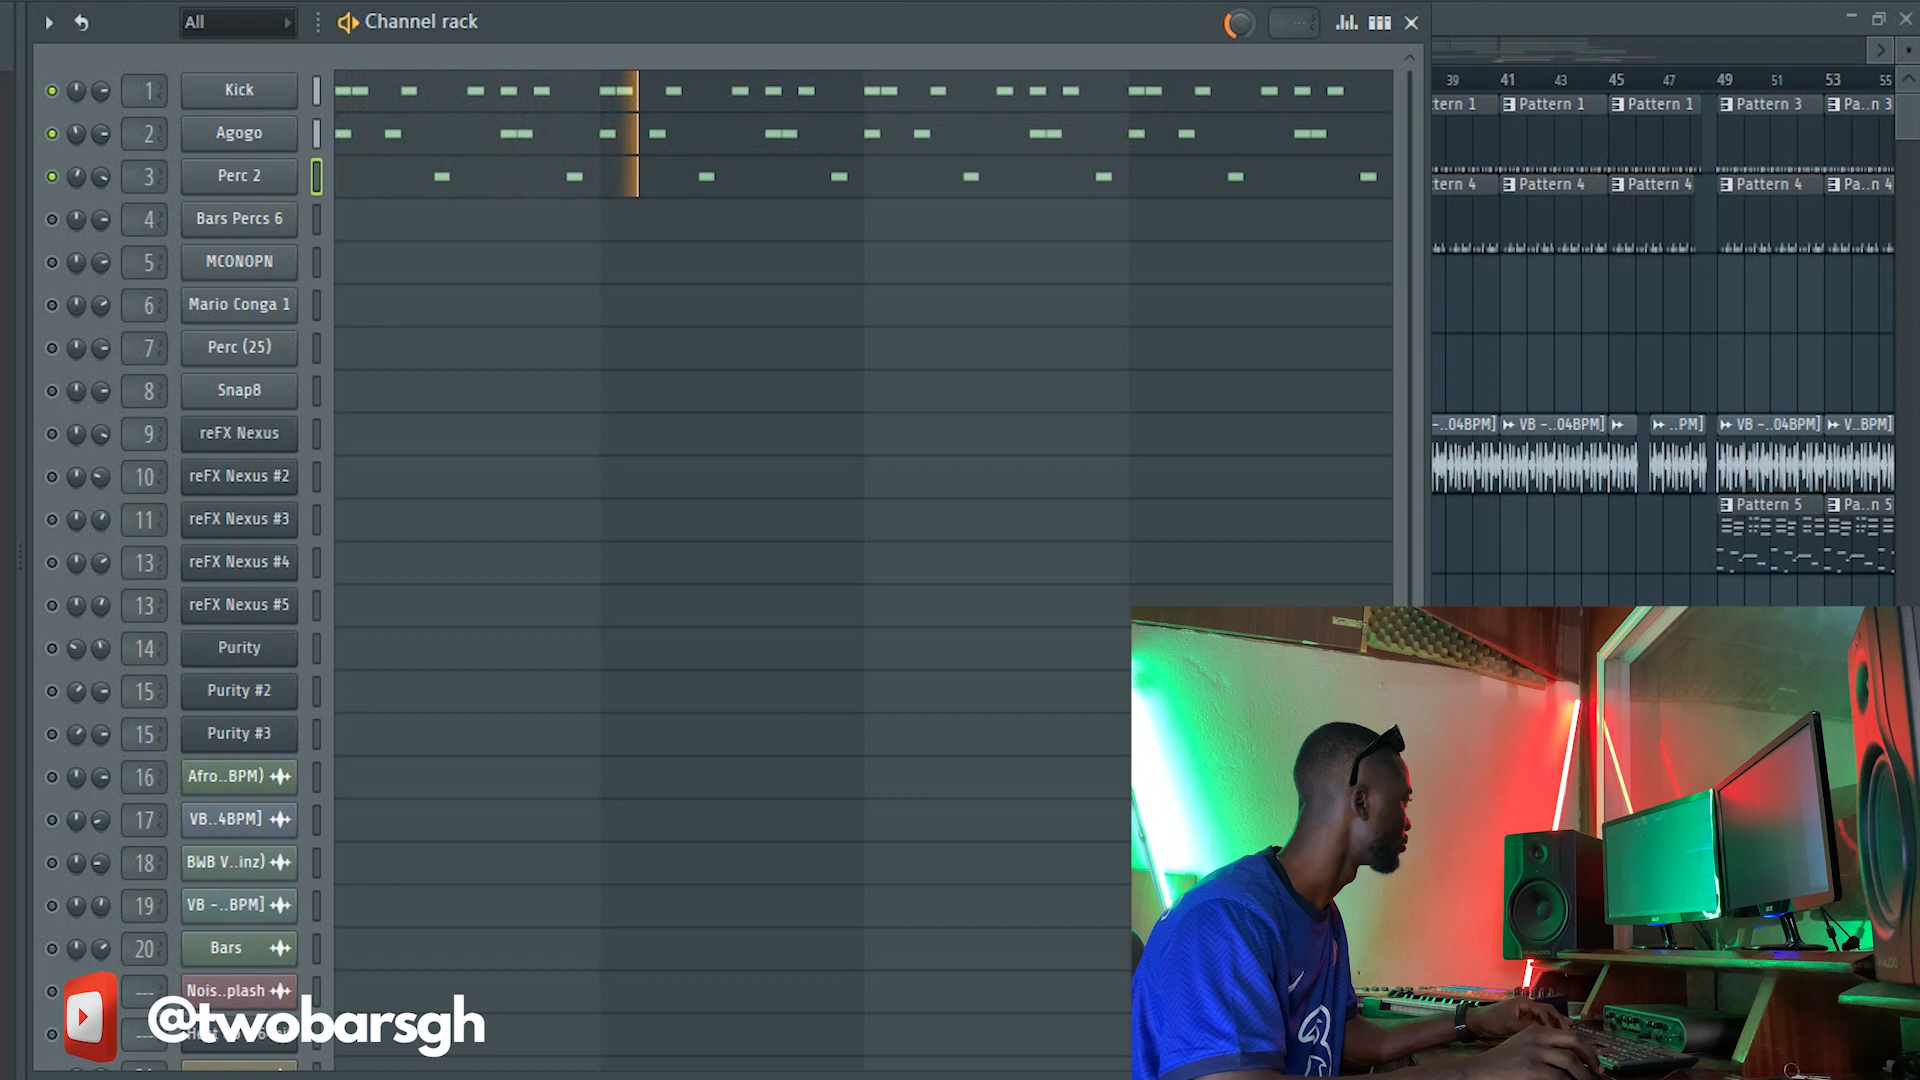 All
Channel rack
1 Kick
2 Agogo
3 Perc 2
4 Bars Percs 6
5 MCONOPN
6 Mario Conga 1
7 Perc (25)
8 Snap8
9 reFX Nexus
10 reFX Nexus #2
11 reFX Nexus #3
13 reFX Nexus #4
13 reFX Nexus #5
14 Purity
15 Purity #2
15 Purity #3
16 Afro..BPM)
17 VB..4BPM]
18 BWB V..inz)
19 VB -..BPM]
20 Bars
--- Nois..plash
@twobarsgh
39 41 43 45 47 49 51 53 55
tern 1 Pattern 1 Pattern 1 Pattern 3 Pa..n 3
tern 4 Pattern 4 Pattern 4 Pattern 4 Pa..n 4
-..04BPM] VB -..04BPM] ..PM] VB -..04BPM] V..BPM]
Pattern 5 Pa..n 5